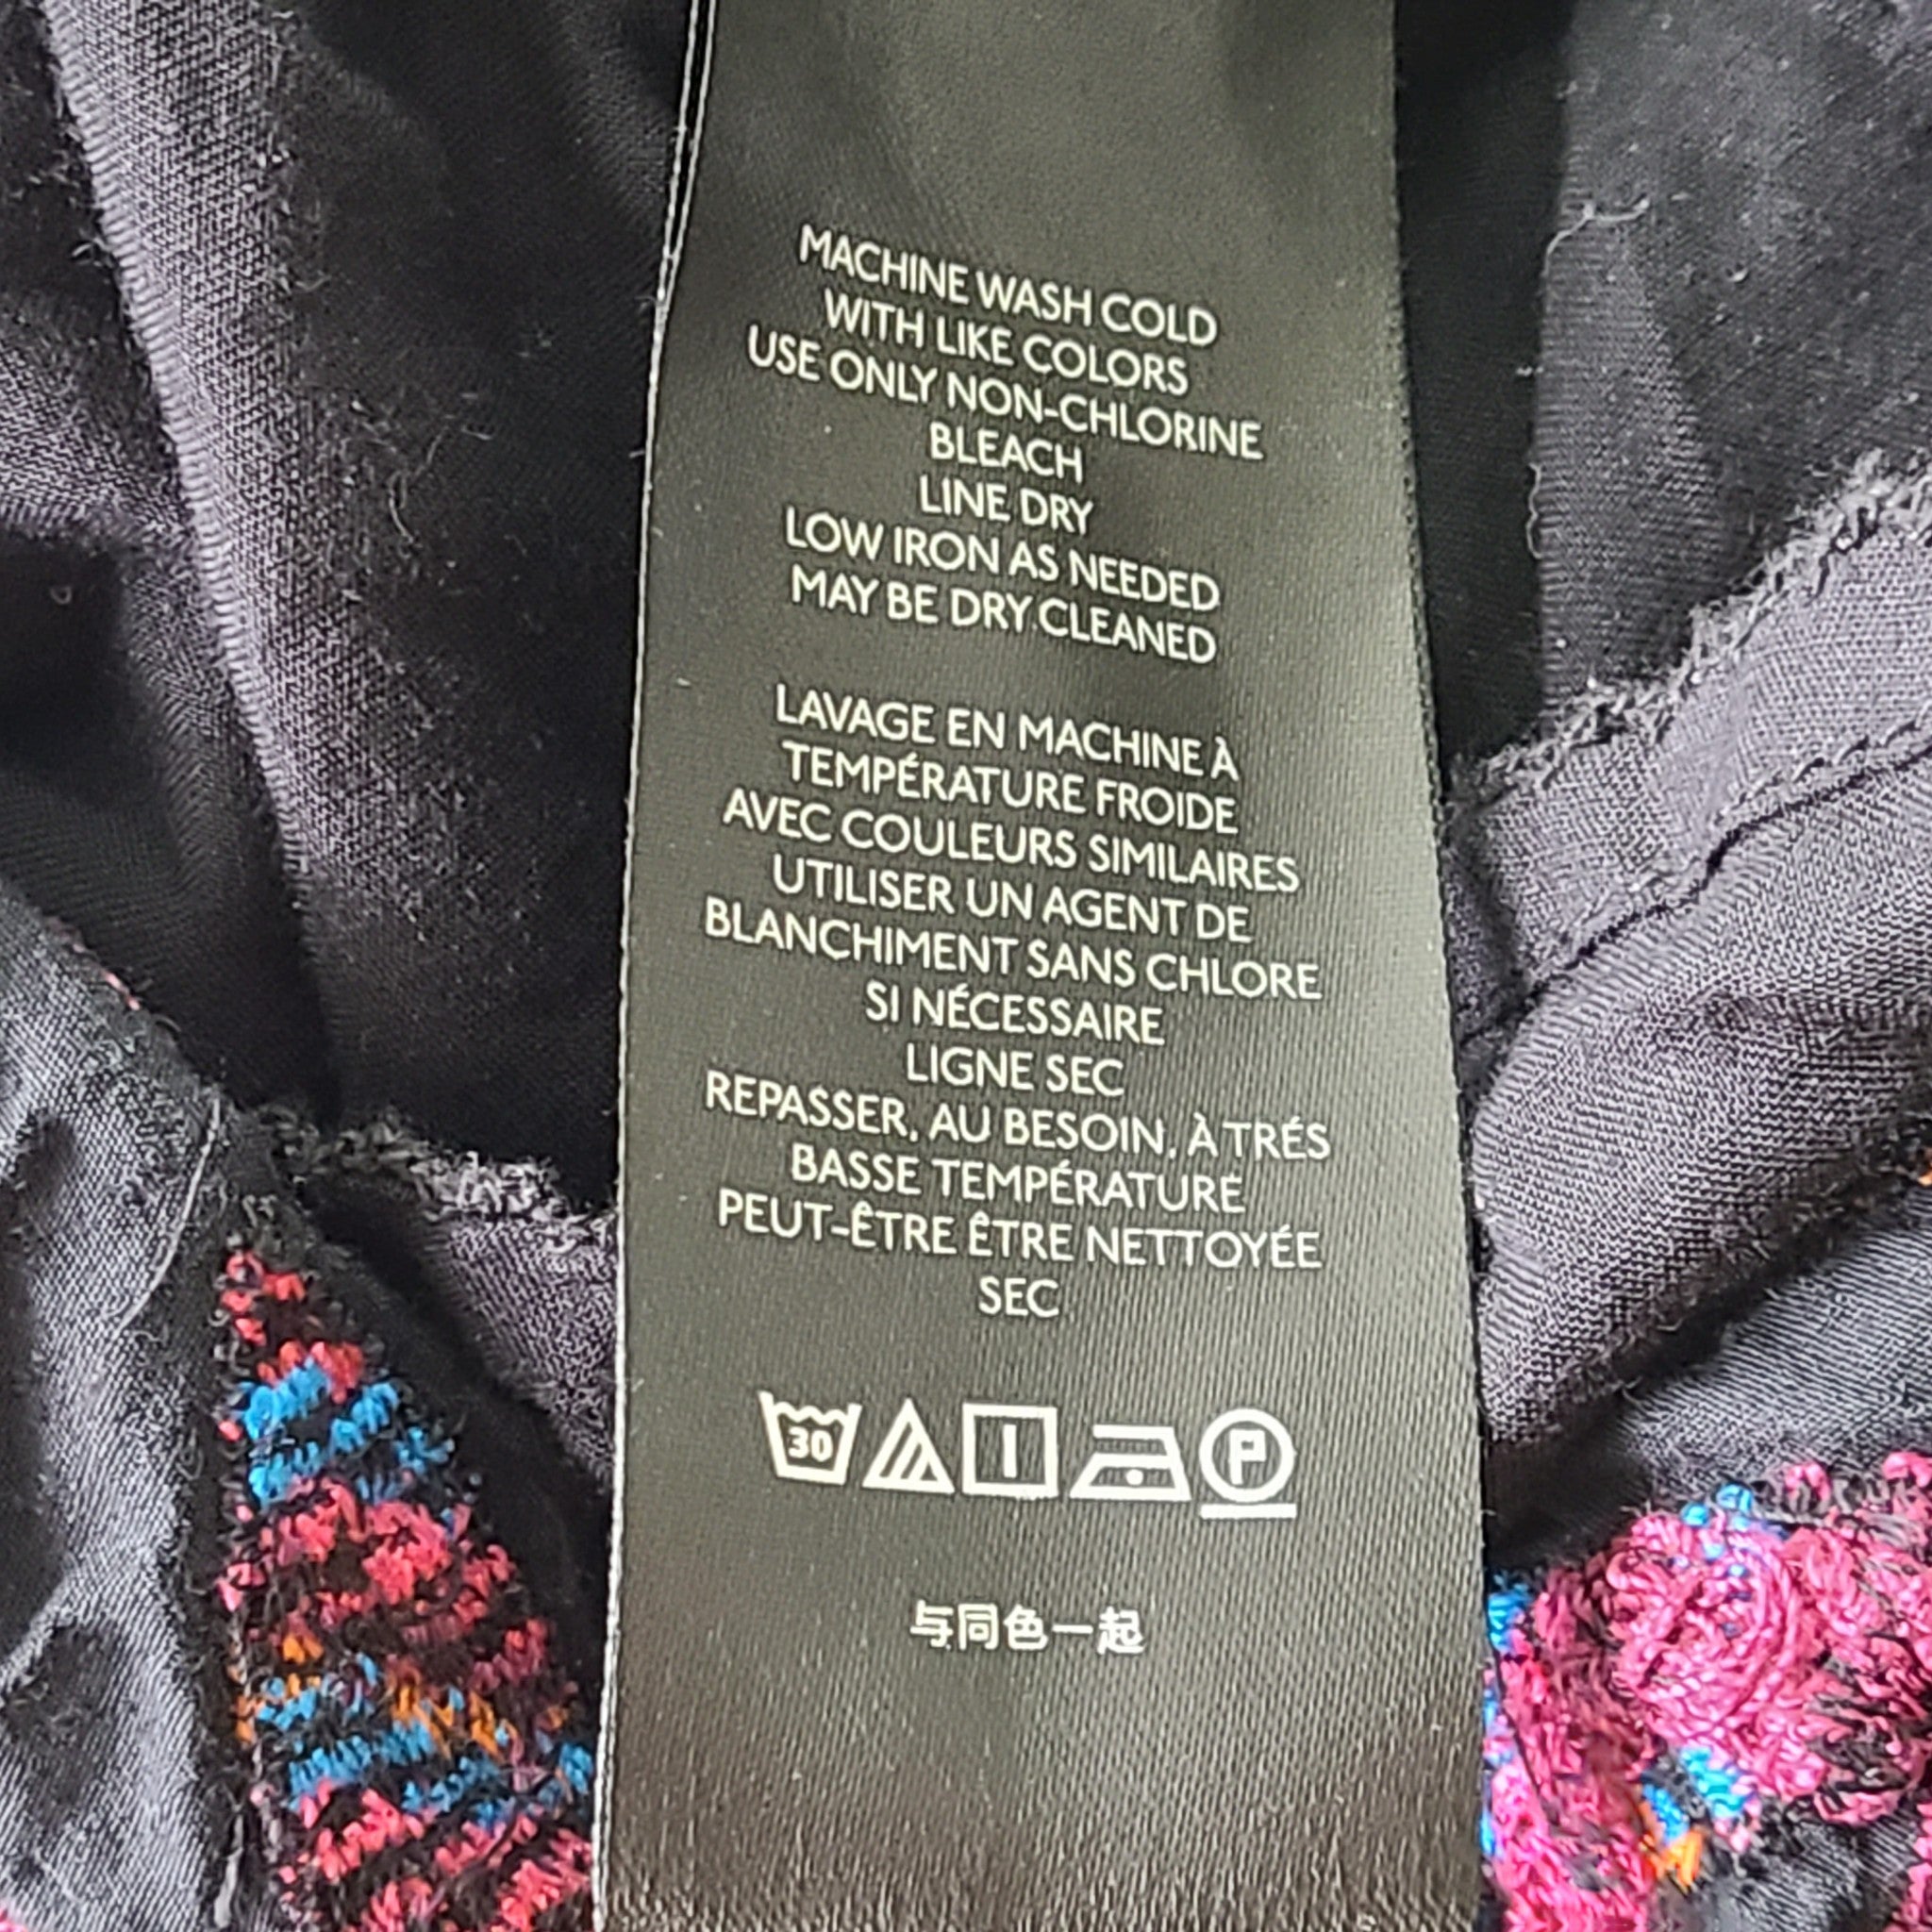 MACHINE WASH COLD
WITH LIKE COLORS
USE ONLY NON-CHLORINE
BLEACH
LINE DRY
LOW IRON AS NEEDED
MAY BE DRY CLEANED
LAVAGE EN MACHINE À
TEMPÉRATURE FROIDE
AVEC COULEURS SIMILAIRES
UTILISER UN AGENT DE
BLANCHIMENT SANS CHLORE
SI NÉCESSAIRE
LIGNE SEC
REPASSER, AU BESOIN, À TRÉS
BASSE TEMPÉRATURE
PEUT-ÊTRE ÊTRE NETTOYÉE
SEC
30 P
与同色一起